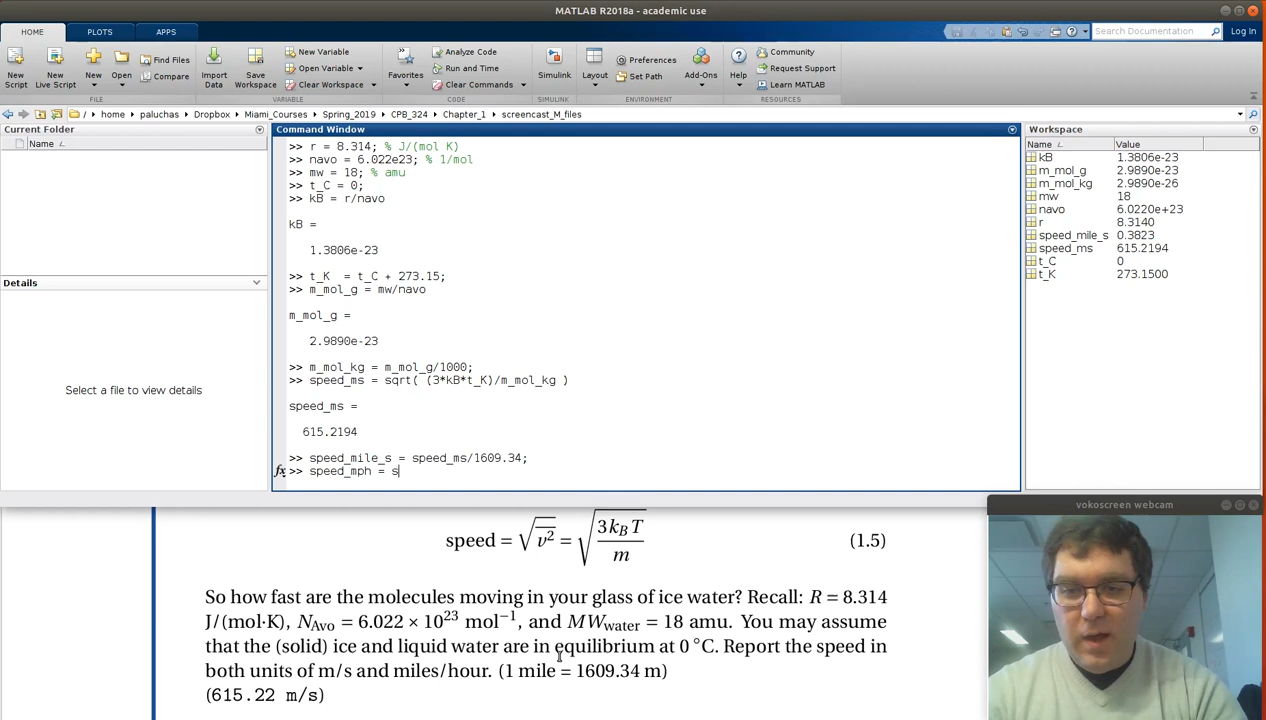 MATLAB R2018a - academic use
HOME PLOTS APPS Search Documentation Log In
New Script New Live Script New Open Find Files Compare Import Data Save Workspace New Variable Open Variable Clear Workspace Favorites Analyze Code Run and Time Clear Commands Simulink Layout Preferences Set Path Add-Ons Help Community Request Support Learn MATLAB
FILE VARIABLE CODE SIMULINK ENVIRONMENT RESOURCES
/ home paluchas Dropbox Miami_Courses Spring_2019 CPB_324 Chapter_1 screencast_M_files
Current Folder
Name
Details
Select a file to view details
Command Window
>> r = 8.314; % J/(mol K)
>> navo = 6.022e23; % 1/mol
>> mw = 18; % amu
>> t_C = 0;
>> kB = r/navo
kB =
1.3806e-23
>> t_K  = t_C + 273.15;
>> m_mol_g = mw/navo
m_mol_g =
2.9890e-23
>> m_mol_kg = m_mol_g/1000;
>> speed_ms = sqrt( (3*kB*t_K)/m_mol_kg )
speed_ms =
615.2194
>> speed_mile_s = speed_ms/1609.34;
fx >> speed_mph = s
Workspace
Name Value
kB 1.3806e-23
m_mol_g 2.9890e-23
m_mol_kg 2.9890e-26
mw 18
navo 6.0220e+23
r 8.3140
speed_mile_s 0.3823
speed_ms 615.2194
t_C 0
t_K 273.1500
vokoscreen webcam
speed = √v² = √(3k_BT/m) (1.5)
So how fast are the molecules moving in your glass of ice water? Recall: R = 8.314
J/(mol·K), N_Avo = 6.022 × 10²³ mol⁻¹, and MW_water = 18 amu. You may assume
that the (solid) ice and liquid water are in equilibrium at 0 °C. Report the speed in
both units of m/s and miles/hour. (1 mile = 1609.34 m)
(615.22 m/s)